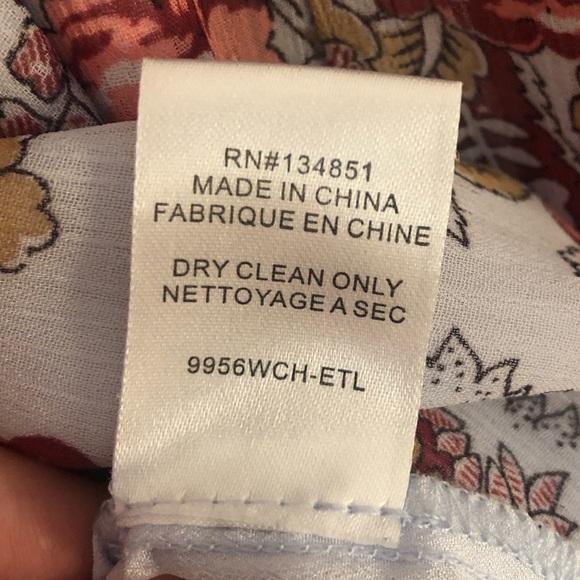 RN#134851
MADE IN CHINA
FABRIQUE EN CHINE
DRY CLEAN ONLY
NETTOYAGE A SEC
9956WCH-ETL